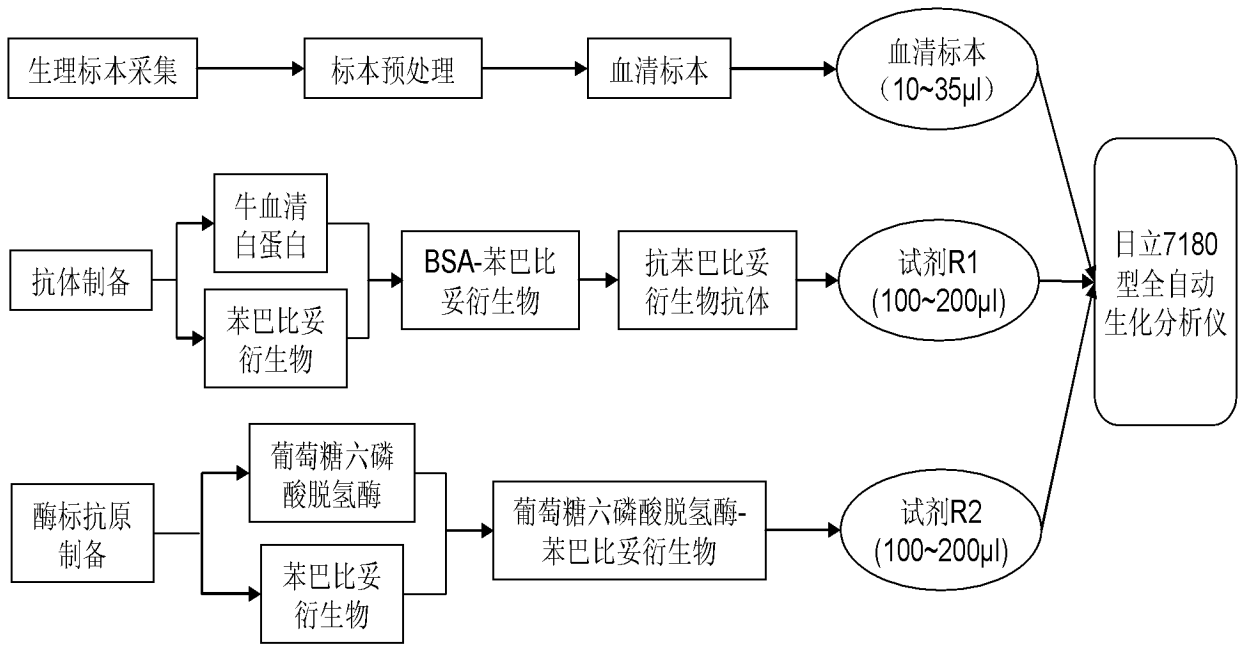 生理标本采集
标本预处理
血清标本
血清标本
（10~35µl）
抗体制备
牛血清
白蛋白
苯巴比妥
衍生物
BSA-苯巴比
妥衍生物
抗苯巴比妥
衍生物抗体
试剂R1
(100~200µl)
日立7180
型全自动
生化分析仪
酶标抗原
制备
葡萄糖六磷
酸脱氢酶
苯巴比妥
衍生物
葡萄糖六磷酸脱氢酶-
苯巴比妥衍生物
试剂R2
(100~200µl)